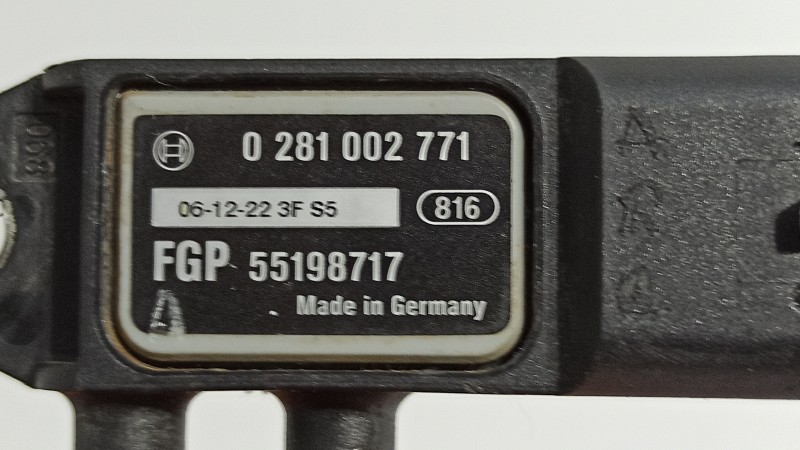 0 281 002 771
06-12-22 3F S5
816
FGP 55198717
Made in Germany